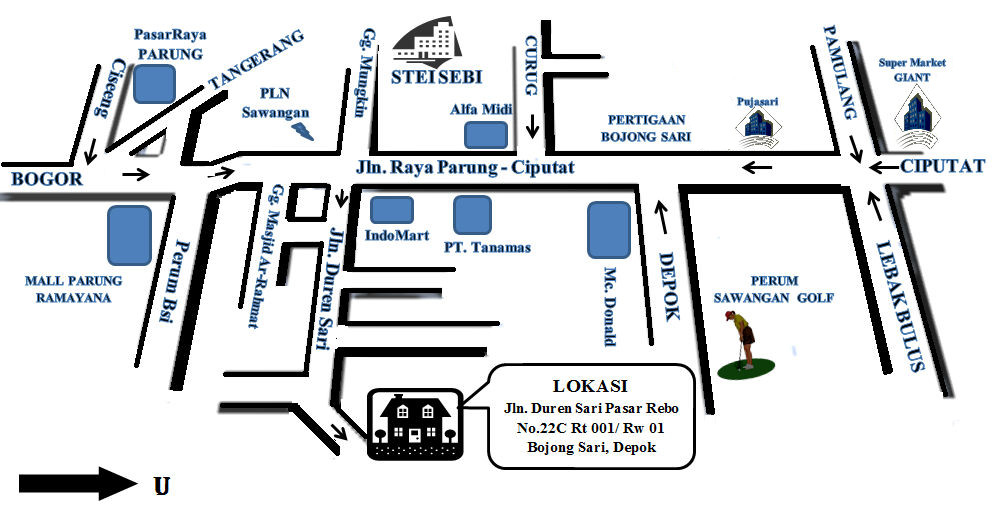 PasarRaya
PARUNG
Ciseeng
TANGERANG
PLN
Sawangan
Gg. Mungkin
STEI SEBI
Alfa Midi
CURUG
PERTIGAAN
BOJONG SARI
Pujasari
PAMULANG
Super Market
GIANT
BOGOR
Jln. Raya Parung - Ciputat
CIPUTAT
MALL PARUNG
RAMAYANA
Perum Bsi
Gg. Masjid Ar-Rahmat
Jln. Duren Sari
IndoMart
PT. Tanamas
Mc. Donald
DEPOK
PERUM
SAWANGAN GOLF
LEBAK BULUS
LOKASI
Jln. Duren Sari Pasar Rebo
No.22C Rt 001/ Rw 01
Bojong Sari, Depok
U